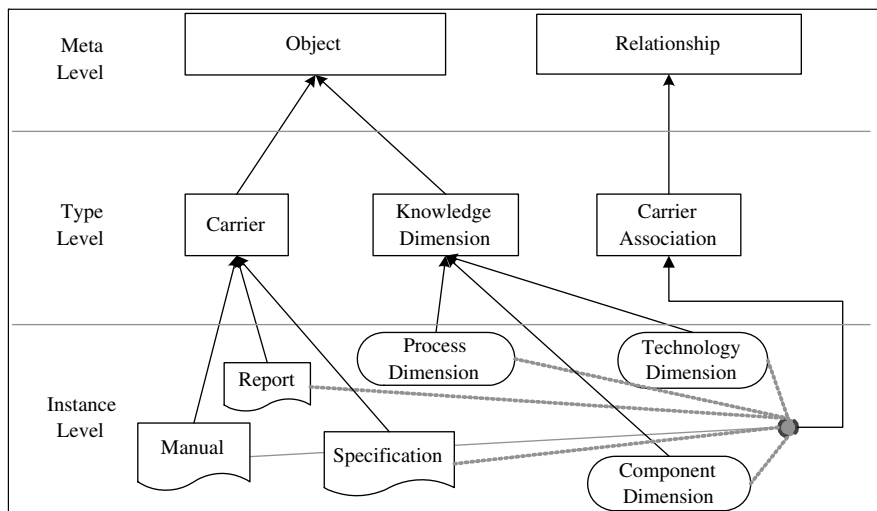 Meta
Level
Object
Relationship
Type
Level
Carrier
Knowledge
Dimension
Carrier
Association
Instance
Level
Process
Dimension
Technology
Dimension
Report
Manual
Specification
Component
Dimension